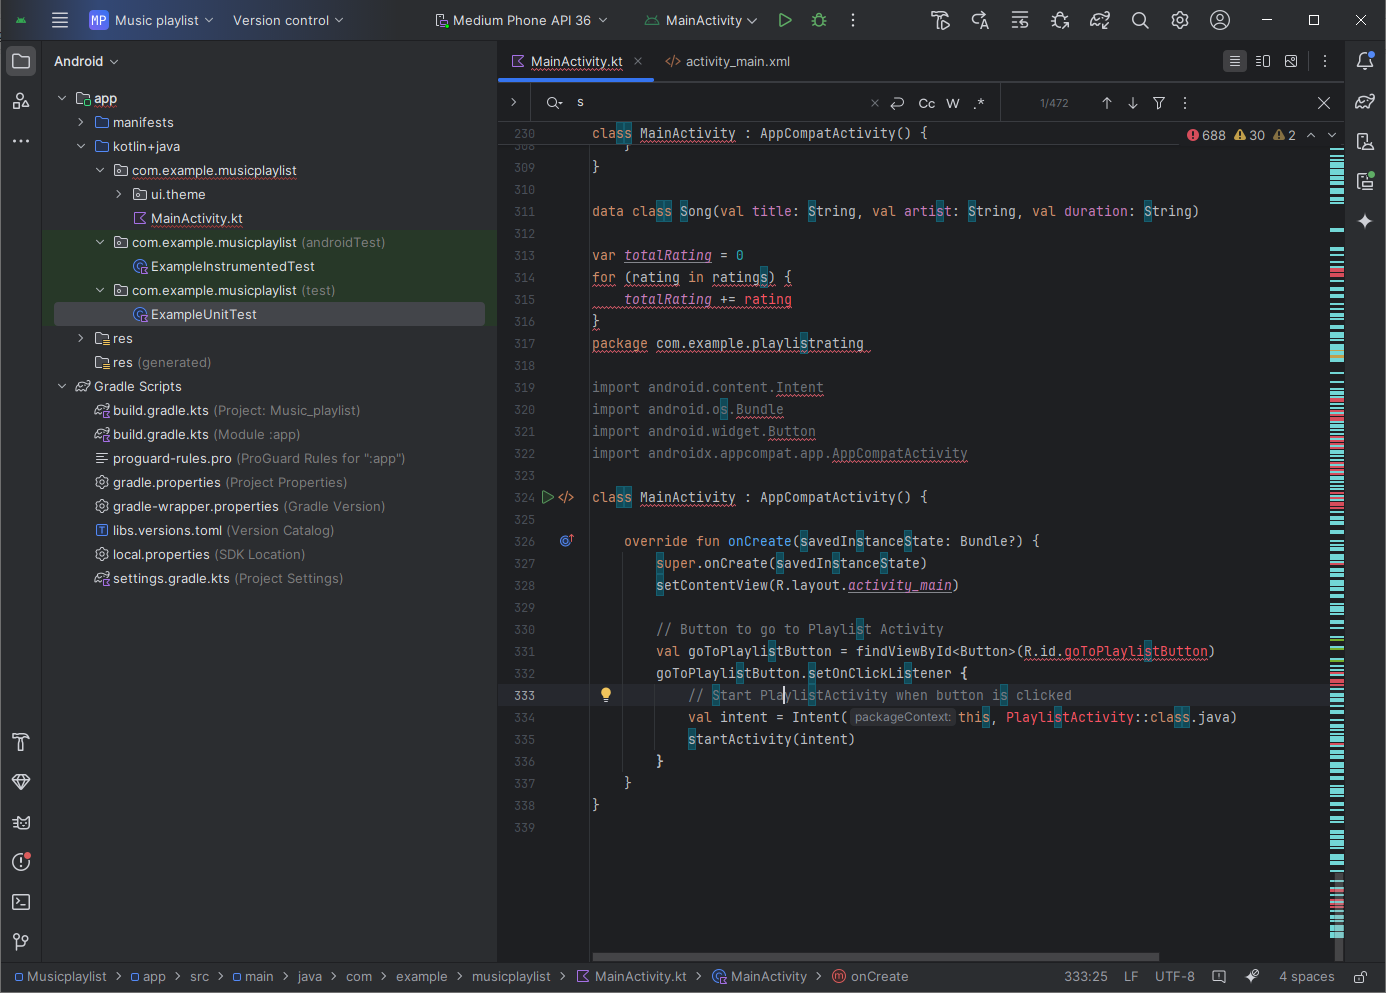 MP Music playlist Version control Medium Phone API 36 MainActivity
Android
app
manifests
kotlin+java
com.example.musicplaylist
ui.theme
MainActivity.kt
com.example.musicplaylist (androidTest)
ExampleInstrumentedTest
com.example.musicplaylist (test)
ExampleUnitTest
res
res (generated)
Gradle Scripts
build.gradle.kts (Project: Music_playlist)
build.gradle.kts (Module :app)
proguard-rules.pro (ProGuard Rules for ":app")
gradle.properties (Project Properties)
gradle-wrapper.properties (Gradle Version)
libs.versions.toml (Version Catalog)
local.properties (SDK Location)
settings.gradle.kts (Project Settings)
MainActivity.kt activity_main.xml
s Cc W .* 1/472
230 class MainActivity : AppCompatActivity() { 688 30 2
308 }
309 }
310
311 data class Song(val title: String, val artist: String, val duration: String)
312
313 var totalRating = 0
314 for (rating in ratings) {
315 totalRating += rating
316 }
317 package com.example.playlistrating
318
319 import android.content.Intent
320 import android.os.Bundle
321 import android.widget.Button
322 import androidx.appcompat.app.AppCompatActivity
323
324 class MainActivity : AppCompatActivity() {
325
326 override fun onCreate(savedInstanceState: Bundle?) {
327 super.onCreate(savedInstanceState)
328 setContentView(R.layout.activity_main)
329
330 // Button to go to Playlist Activity
331 val goToPlaylistButton = findViewById<Button>(R.id.goToPlaylistButton)
332 goToPlaylistButton.setOnClickListener {
333 // Start PlaylistActivity when button is clicked
334 val intent = Intent( packageContext: this, PlaylistActivity::class.java)
335 startActivity(intent)
336 }
337 }
338 }
339
Musicplaylist > app > src > main > java > com > example > musicplaylist > MainActivity.kt > MainActivity > onCreate 333:25 LF UTF-8 4 spaces